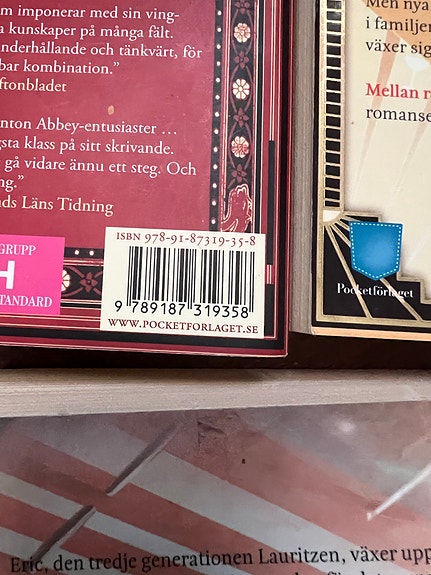 m imponerar med sin ving-
a kunskaper på många fält.
nderhållande och tänkvärt, för
bar kombination.”
ftonbladet
nton Abbey-entusiaster …
gsta klass på sitt skrivande.
gå vidare ännu ett steg. Och
ng.”
ds Läns Tidning
GRUPP
H
STANDARD
ISBN 978-91-87319-35-8
9 789187 319358
WWW.POCKETFORLAGET.SE
Men nya
i familjen
växer sig
Mellan r
romanse
Pocketförlaget
Eric, den tredje generationen Lauritzen, växer upp